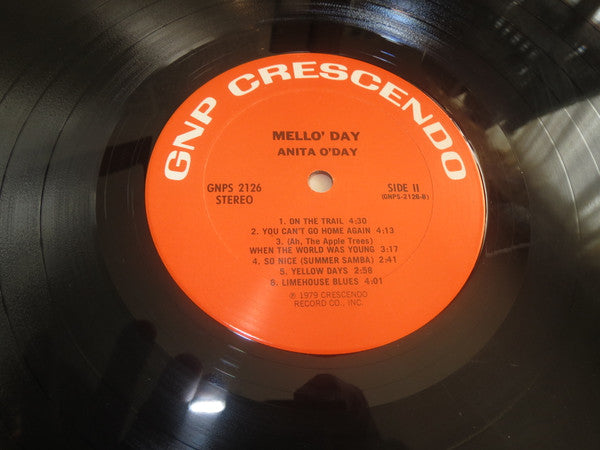 GNP CRESCENDO
MELLO' DAY
ANITA O'DAY
GNPS 2126
STEREO
SIDE II
(GNPS-2126-B)
1. ON THE TRAIL 4:30
2. YOU CAN'T GO HOME AGAIN 4:13
3. (Ah, The Apple Trees)
WHEN THE WORLD WAS YOUNG 3:17
4. SO NICE (SUMMER SAMBA) 2:41
5. YELLOW DAYS 2:58
6. LIMEHOUSE BLUES 4:01
℗ 1979 CRESCENDO
RECORD CO., INC.